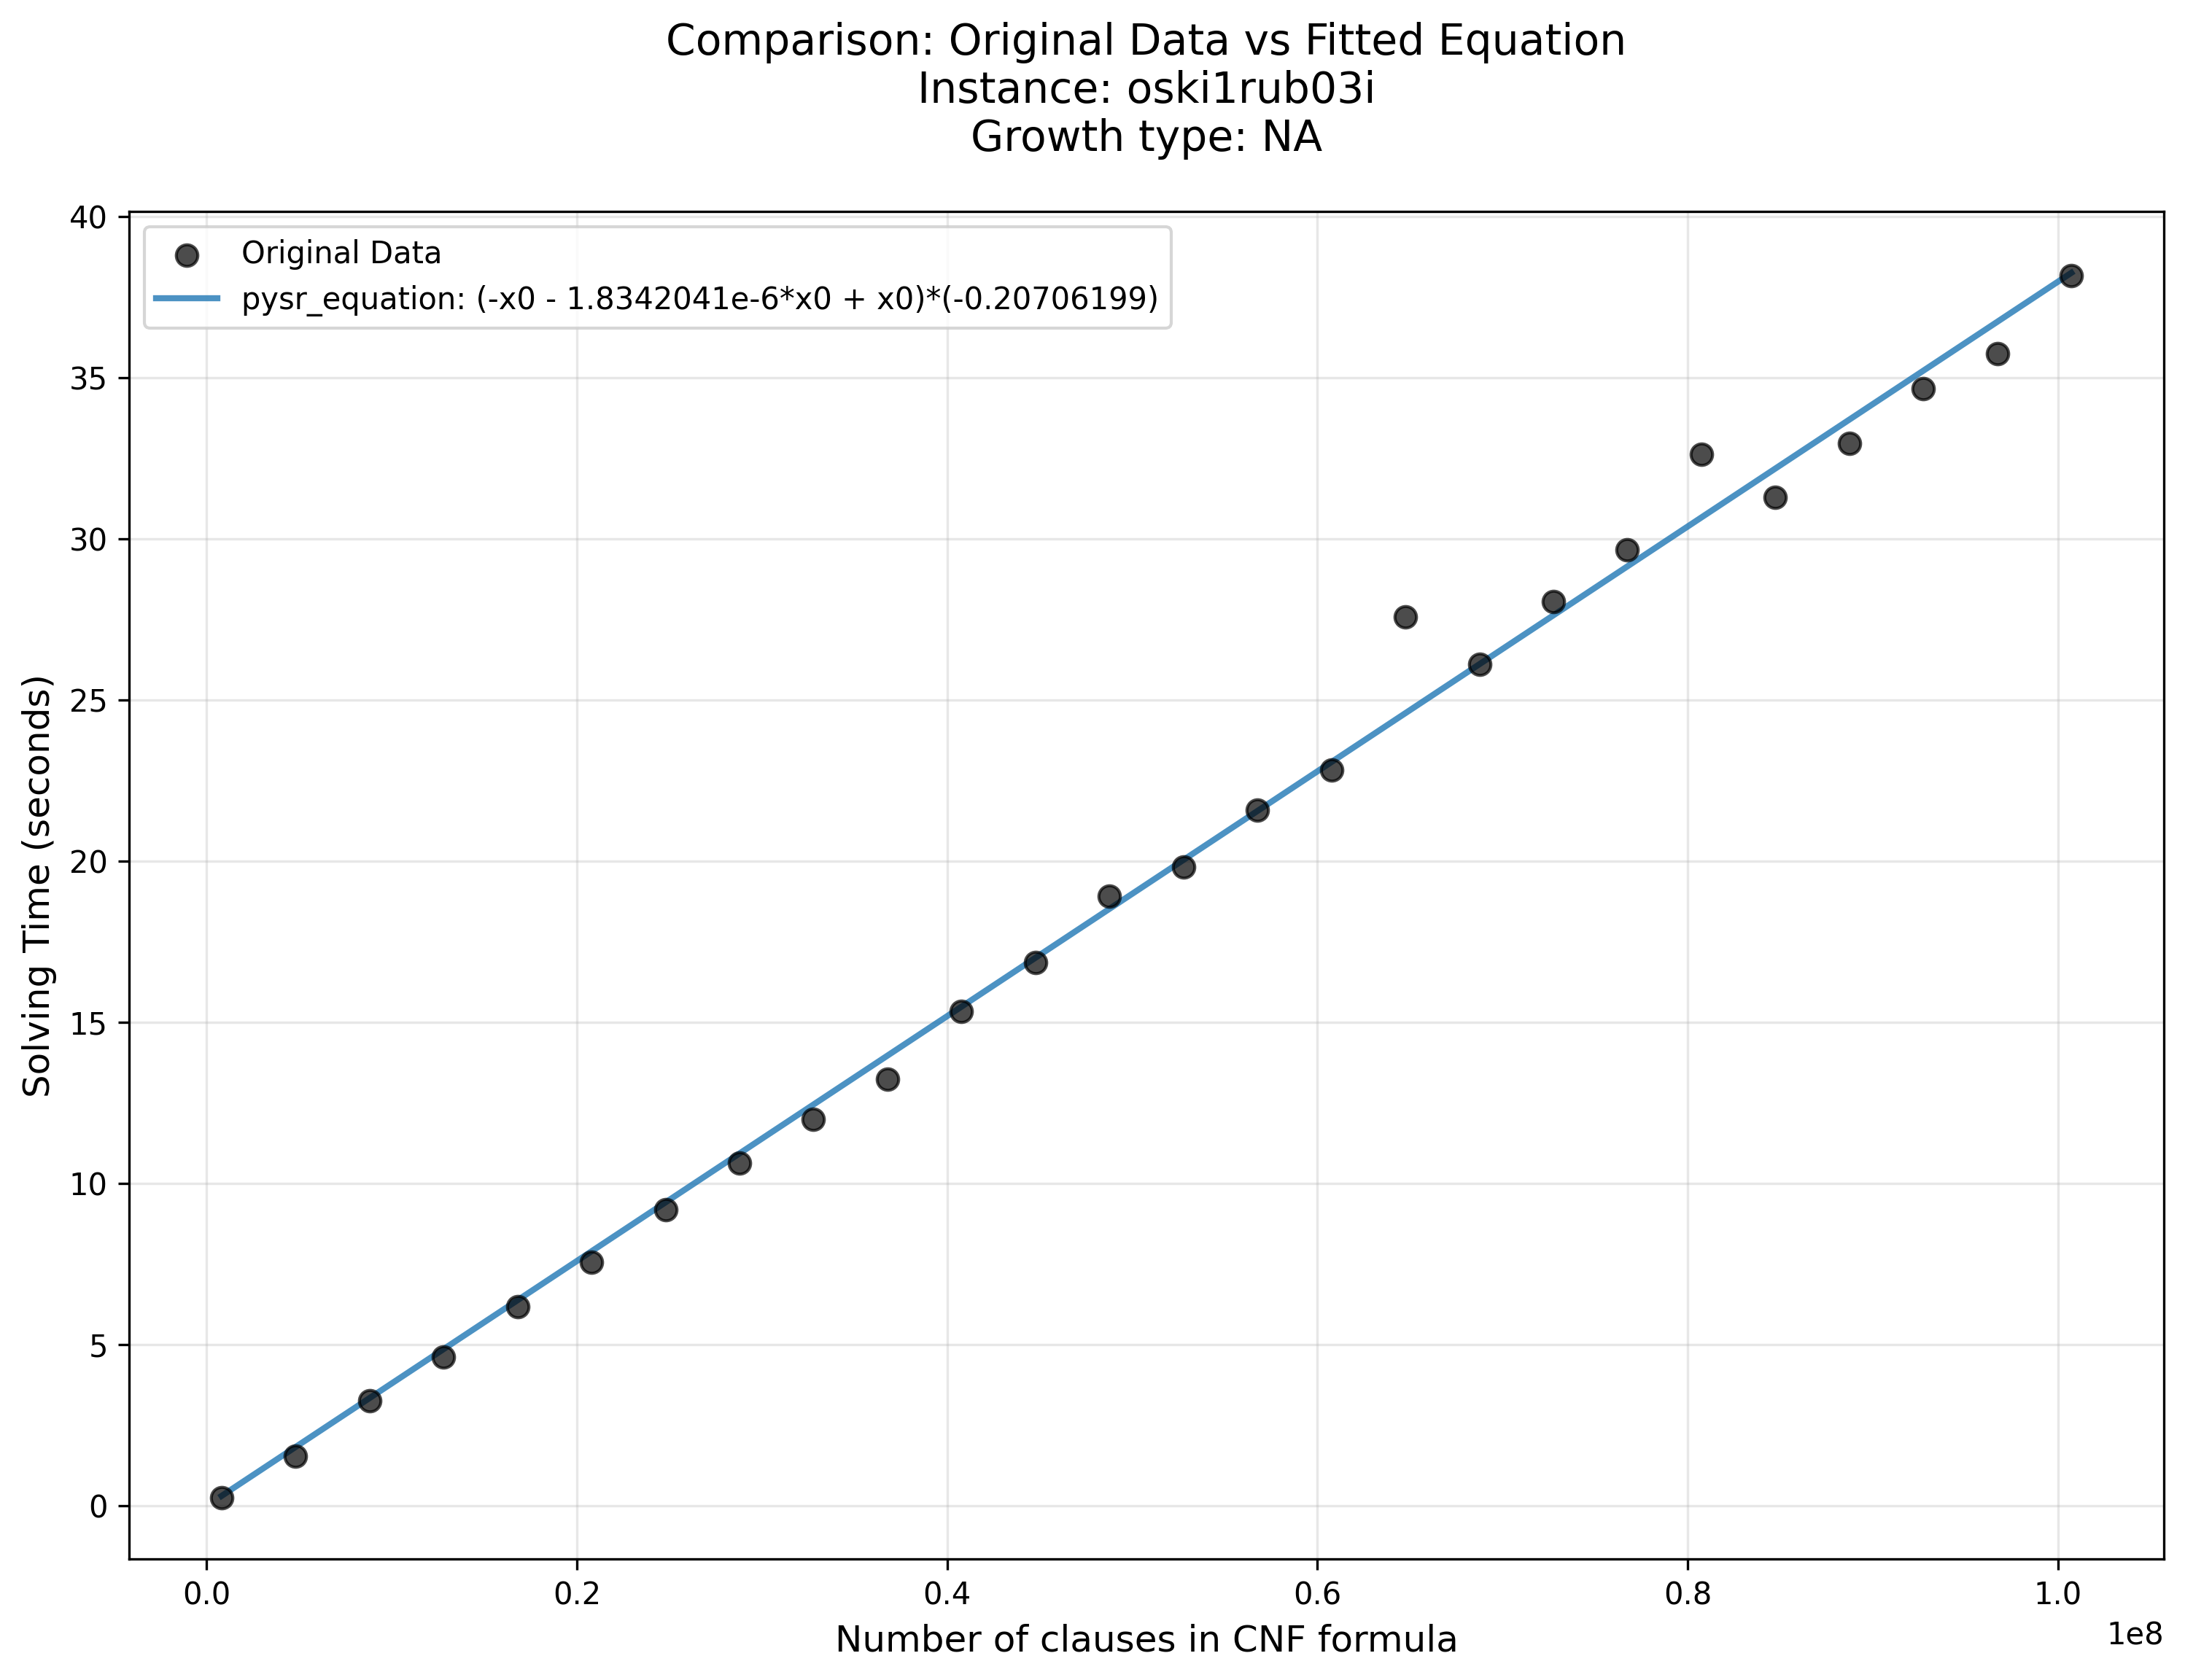 Comparison: Original Data vs Fitted Equation
Instance: oski1rub03i
Growth type: NA
Original Data
pysr_equation: (-x0 - 1.8342041e-6*x0 + x0)*(-0.20706199)
40
35
30
25
20
15
10
5
0
Solving Time (seconds)
0.0 0.2 0.4 0.6 0.8 1.0
1e8
Number of clauses in CNF formula